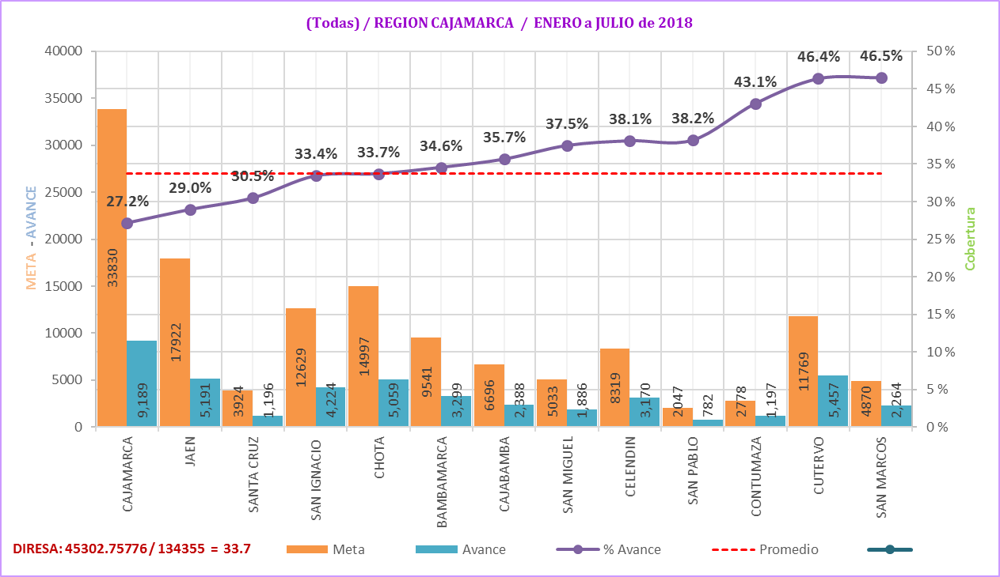 (Todas) / REGION CAJAMARCA / ENERO a JULIO de 2018
40000
35000
30000
25000
20000
15000
10000
5000
0
META - AVANCE
50%
45%
40%
35%
30%
25%
20%
15%
10%
5%
0%
Cobertura
27.2%
29.0%
30.5%
33.4%
33.7%
34.6%
35.7%
37.5%
38.1%
38.2%
43.1%
46.4%
46.5%
33830
9,189
17922
5,191
3924
1,196
12629
4,224
14997
5,059
9541
3,299
6696
2,388
5033
1,886
8319
3,170
2047
782
2778
1,197
11769
5,457
4870
2,264
CAJAMARCA
JAEN
SANTA CRUZ
SAN IGNACIO
CHOTA
BAMBAMARCA
CAJABAMBA
SAN MIGUEL
CELENDIN
SAN PABLO
CONTUMAZA
CUTERVO
SAN MARCOS
DIRESA: 45302.75776 / 134355 = 33.7
Meta
Avance
% Avance
Promedio